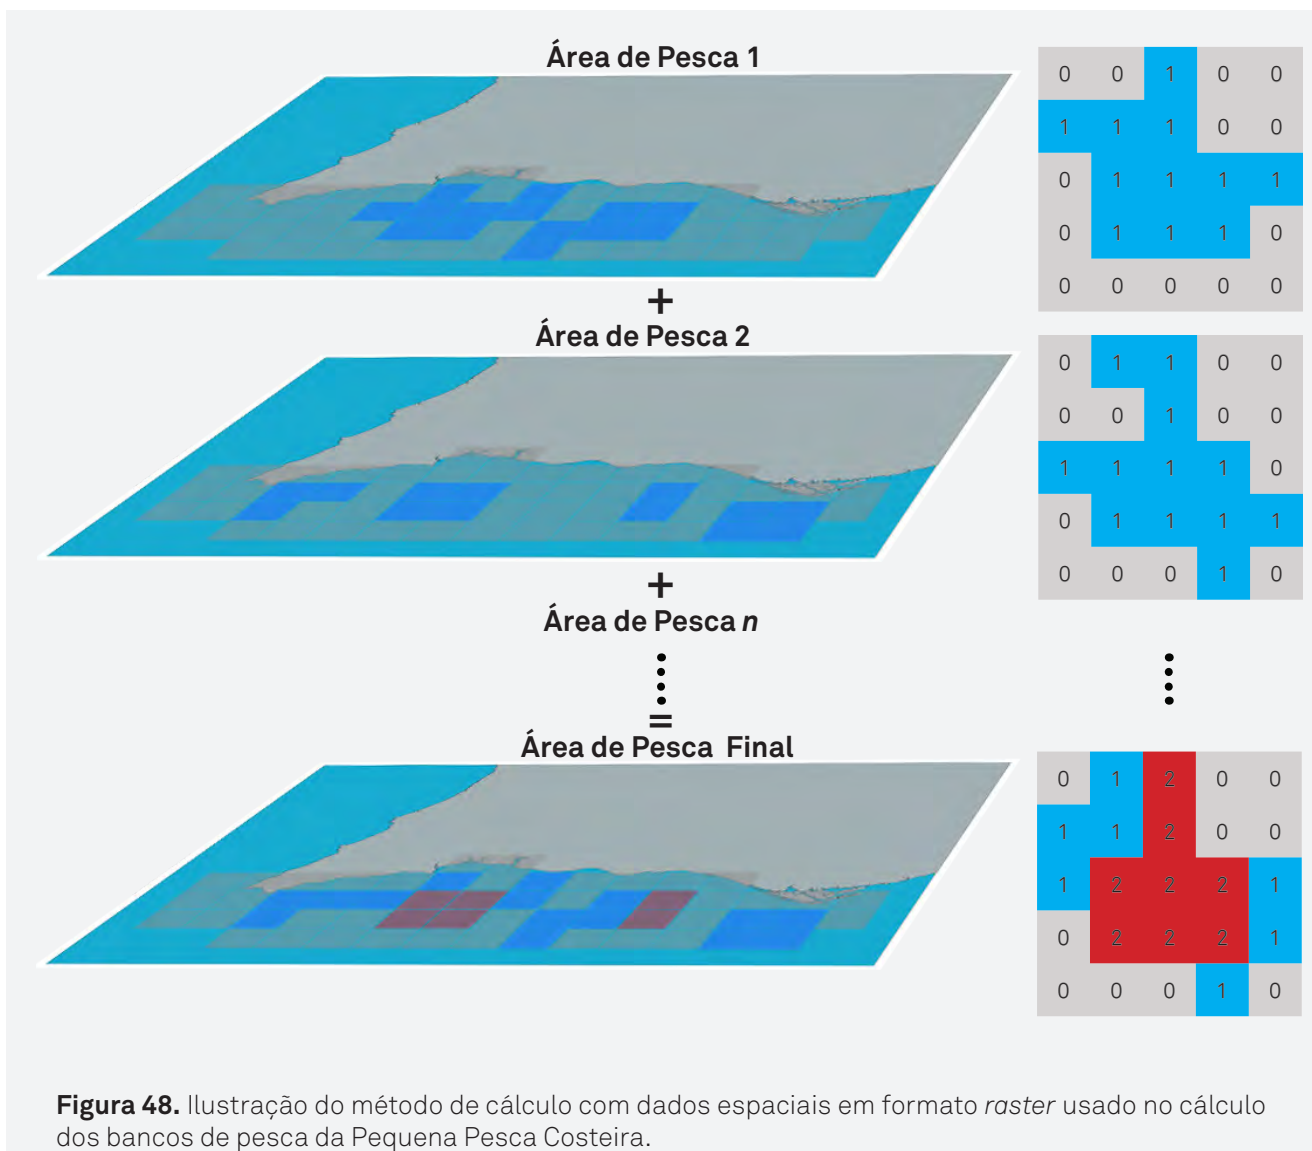 Área de Pesca 1
0 0 1 0 0
1 1 1 0 0
0 1 1 1 1
0 1 1 1 0
0 0 0 0 0
+
Área de Pesca 2
0 1 1 0 0
0 0 1 0 0
1 1 1 1 0
0 1 1 1 1
0 0 0 1 0
+
Área de Pesca n
=
Área de Pesca Final
0 1 2 0 0
1 1 2 0 0
1 2 2 2 1
0 2 2 2 1
0 0 0 1 0
Figura 48. Ilustração do método de cálculo com dados espaciais em formato raster usado no cálculo
dos bancos de pesca da Pequena Pesca Costeira.